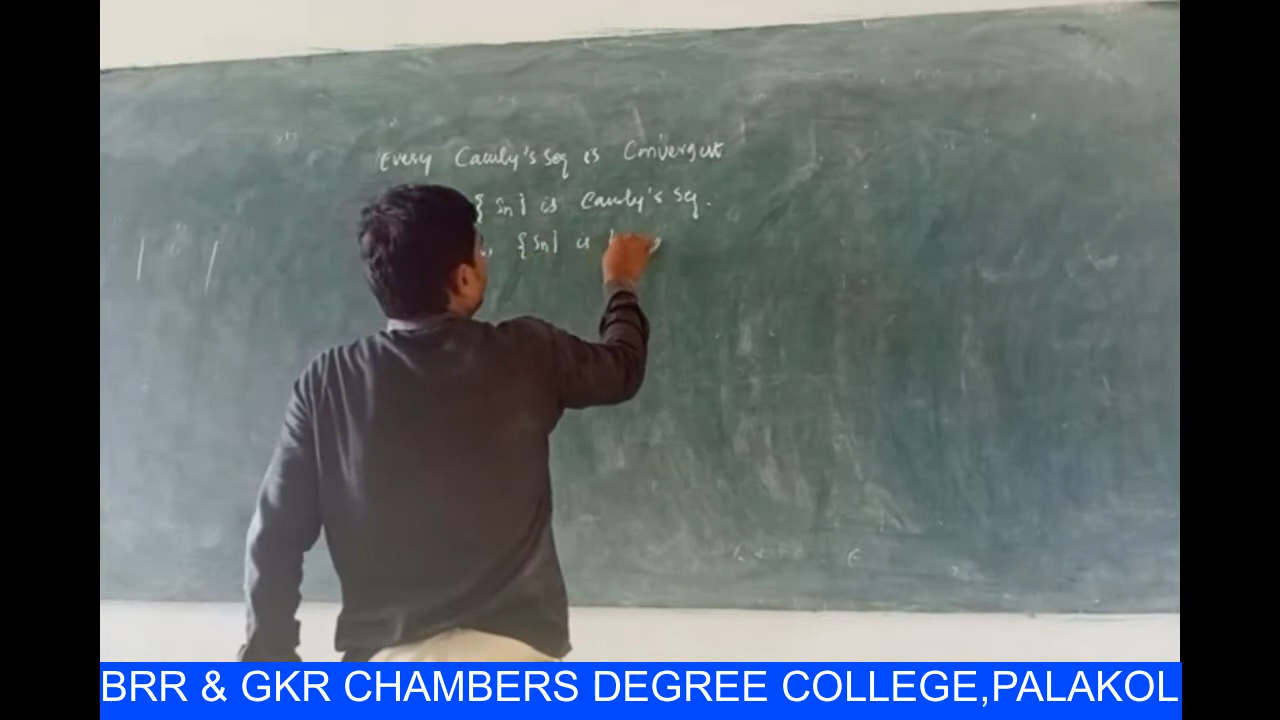 Every Cauchy's Seq is Convergent
{Sn} is Cauchy's Seq.
{Sn} is
BRR & GKR CHAMBERS DEGREE COLLEGE,PALAKOL